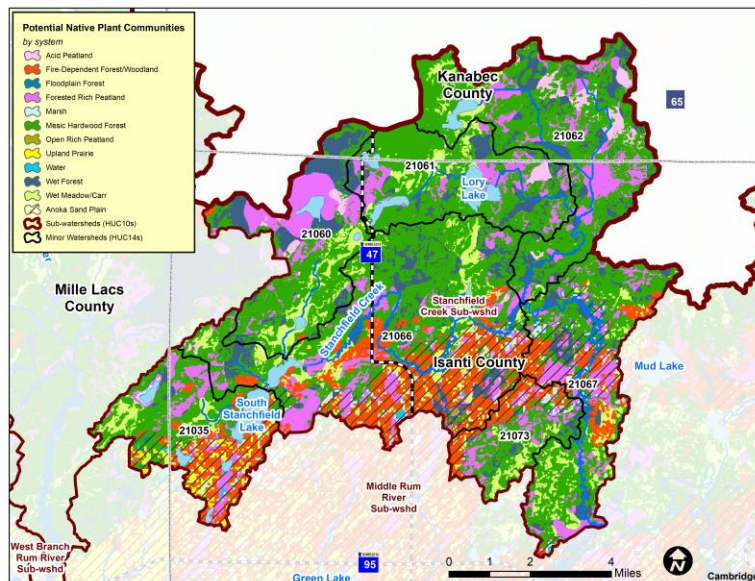 Potential Native Plant Communities
by system
Acid Peatland
Fire-Dependent Forest/Woodland
Floodplain Forest
Forested Rich Peatland
Marsh
Mesic Hardwood Forest
Open Rich Peatland
Upland Prairie
Water
Wet Forest
Wet Meadow/Carr
Anoka Sand Plain
Sub-watersheds (HUC10s)
Minor Watersheds (HUC14s)
Kanabec
County
65
21062
21061
Lory
Lake
21060
47
Mille Lacs
County
Stanchfield Creek
Stanchfield
Creek Sub-wshd
21066
Isanti County
Mud Lake
21067
South
Stanchfield
Lake
21035
21073
Middle Rum
River
Sub-wshd
West Branch
Rum River
Sub-wshd
95
Green Lake
0 2 4
Miles
N
Cambridge